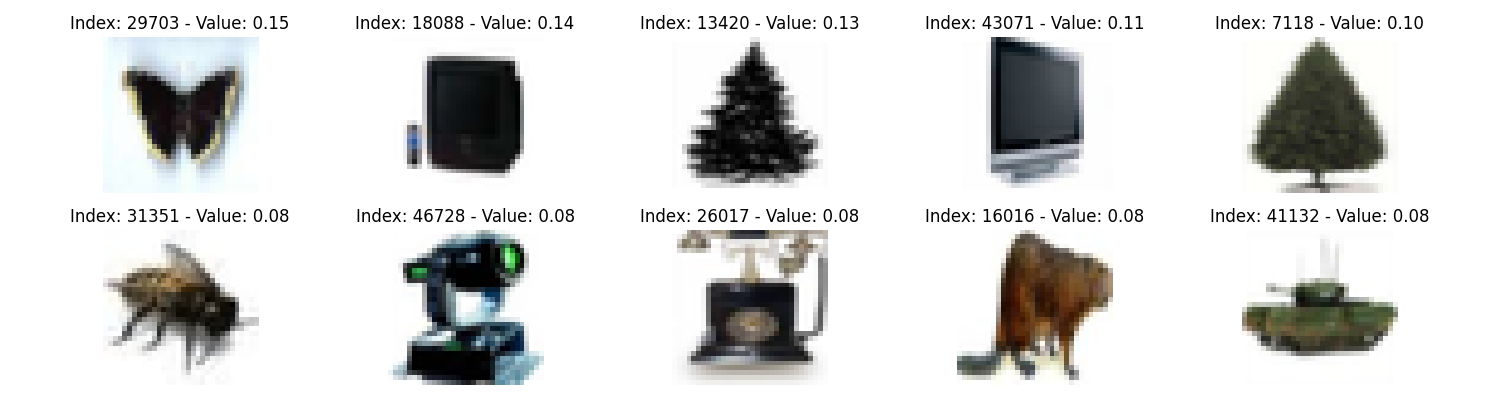 Index: 29703 - Value: 0.15
Index: 18088 - Value: 0.14
Index: 13420 - Value: 0.13
Index: 43071 - Value: 0.11
Index: 7118 - Value: 0.10
Index: 31351 - Value: 0.08
Index: 46728 - Value: 0.08
Index: 26017 - Value: 0.08
Index: 16016 - Value: 0.08
Index: 41132 - Value: 0.08